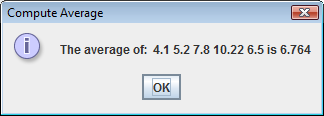 Compute Average
The average of:  4.1 5.2 7.8 10.22 6.5 is 6.764
OK